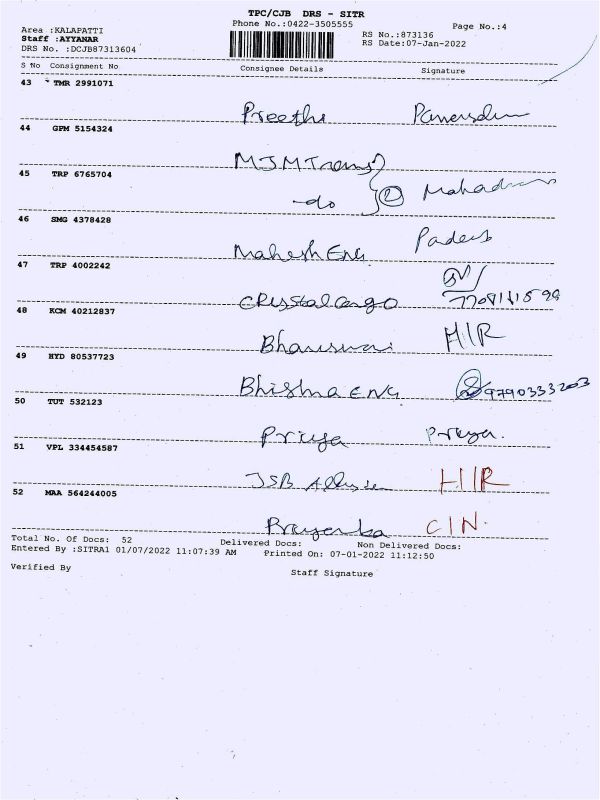 TPC/CJB DRS - SITR
Phone No.:0422-3505555
Page No.:4
Area :KALAPATTI
Staff :AYYANAR
DRS No. :DCJB87313604
RS No.:873136
RS Date:07-Jan-2022
S No Consignment No Consignee Details Signature
43 TMR 2991071
Preethi
44 GPM 5154324
MJM Trans
45 TRP 6765704
-do
46 SMG 4378428
Mahesh ENG
47 TRP 4002242
Crystal cargo
48 KCM 40212837
H/R
49 HYD 80537723
Bhishma ENG 9790333203
50 TUT 532123
Priya Priya.
51 VPL 334454587
JSB H/R
52 MAA 564244005
Priyanka C/N.
Total No. Of Docs: 52 Delivered Docs: Non Delivered Docs:
Entered By :SITRA1 01/07/2022 11:07:39 AM Printed On: 07-01-2022 11:12:50
Verified By Staff Signature